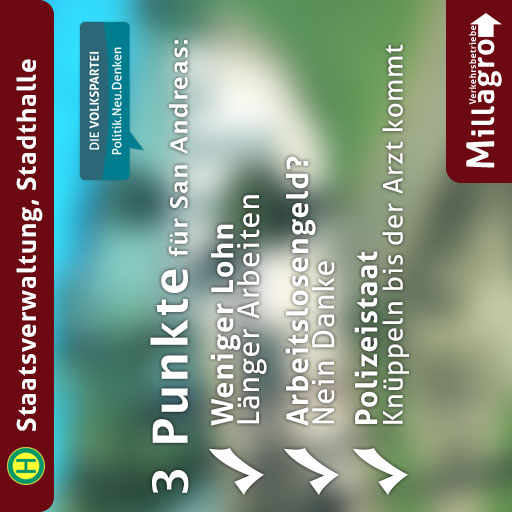 H Staatsverwaltung, Stadthalle
DIE VOLKSPARTEI
Politik.Neu.Denken
3 Punkte für San Andreas:
Weniger Lohn
Länger Arbeiten
Arbeitslosengeld?
Nein Danke
Polizeistaat
Knüppeln bis der Arzt kommt
Verkehrsbetriebe
Millagro